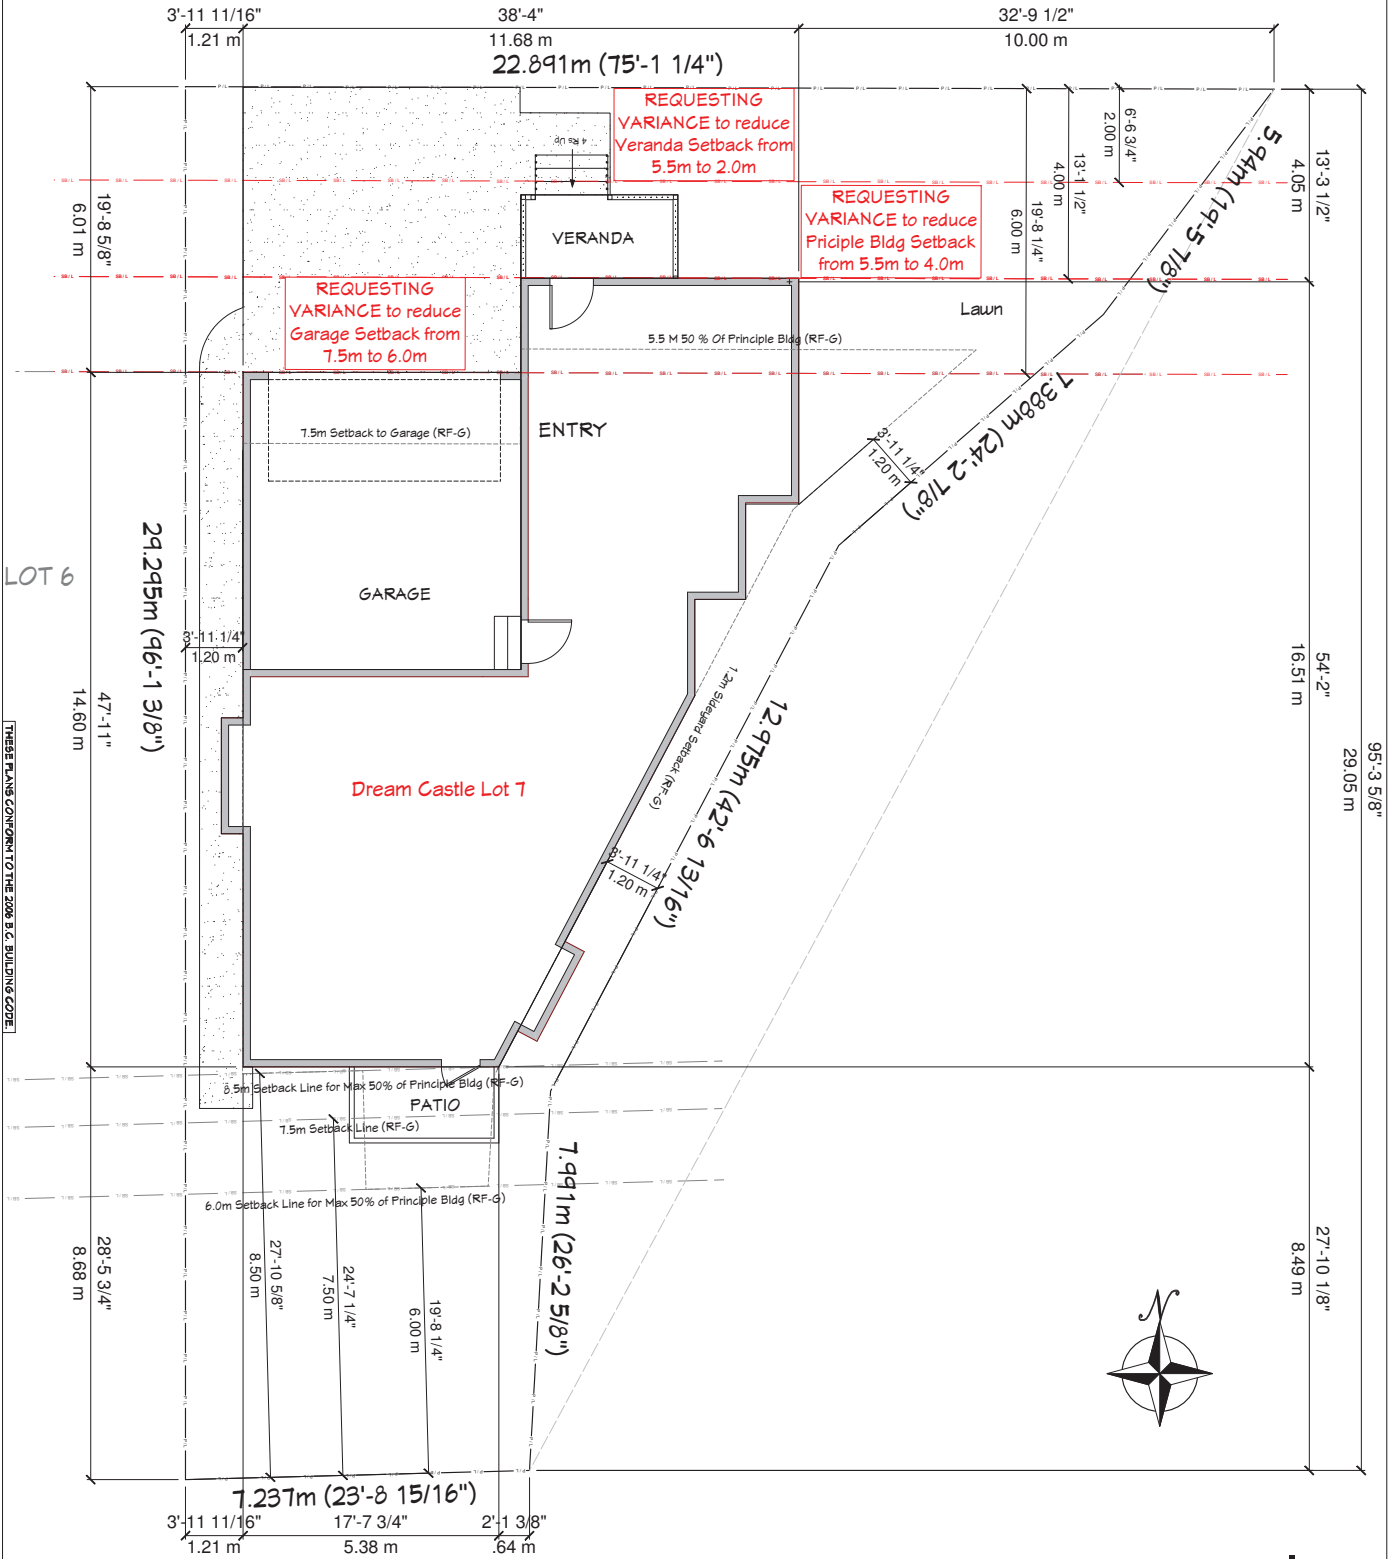 3'-11 11/16"
38'-4"
32'-9 1/2"
1.21 m
11.68 m
10.00 m
22.891m (75'-1 1/4")
REQUESTING
VARIANCE to reduce
Veranda Setback from
5.5m to 2.0m
4 Rs Up
6'-6 3/4"
2.00 m
13'-1 1/2"
4.00 m
19'-8 1/4"
6.00 m
13'-3 1/2"
4.05 m
5.94m (19'-5 7/8")
19'-8 5/8"
6.01 m
REQUESTING
VARIANCE to reduce
Priciple Bldg Setback
from 5.5m to 4.0m
VERANDA
REQUESTING
VARIANCE to reduce
Garage Setback from
7.5m to 6.0m
Lawn
5.5 M 50 % Of Principle Bldg (RF-G)
7.388m (24'-2 7/8")
7.5m Setback to Garage (RF-G)
ENTRY
3'-11 1/4"
1.20 m
29.295m (96'-1 3/8")
LOT 6
GARAGE
3'-11 1/4"
1.20 m
47'-11"
14.60 m
1.2m Sideyard Setback (RF-G)
12.975m (42'-6 13/16")
54'-2"
16.51 m
95'-3 5/8"
29.05 m
Dream Castle Lot 7
3'-11 1/4"
1.20 m
THESE PLANS CONFORM TO THE 2006 B.C. BUILDING CODE.
8.5m Setback Line for Max 50% of Principle Bldg (RF-G)
PATIO
7.5m Setback Line (RF-G)
6.0m Setback Line for Max 50% of Principle Bldg (RF-G)
7.991m (26'-2 5/8")
28'-5 3/4"
8.68 m
27'-10 5/8"
8.50 m
24'-7 1/4"
7.50 m
19'-8 1/4"
6.00 m
27'-10 1/8"
8.49 m
N
7.237m (23'-8 15/16")
3'-11 11/16"
17'-7 3/4"
2'-1 3/8"
1.21 m
5.38 m
.64 m